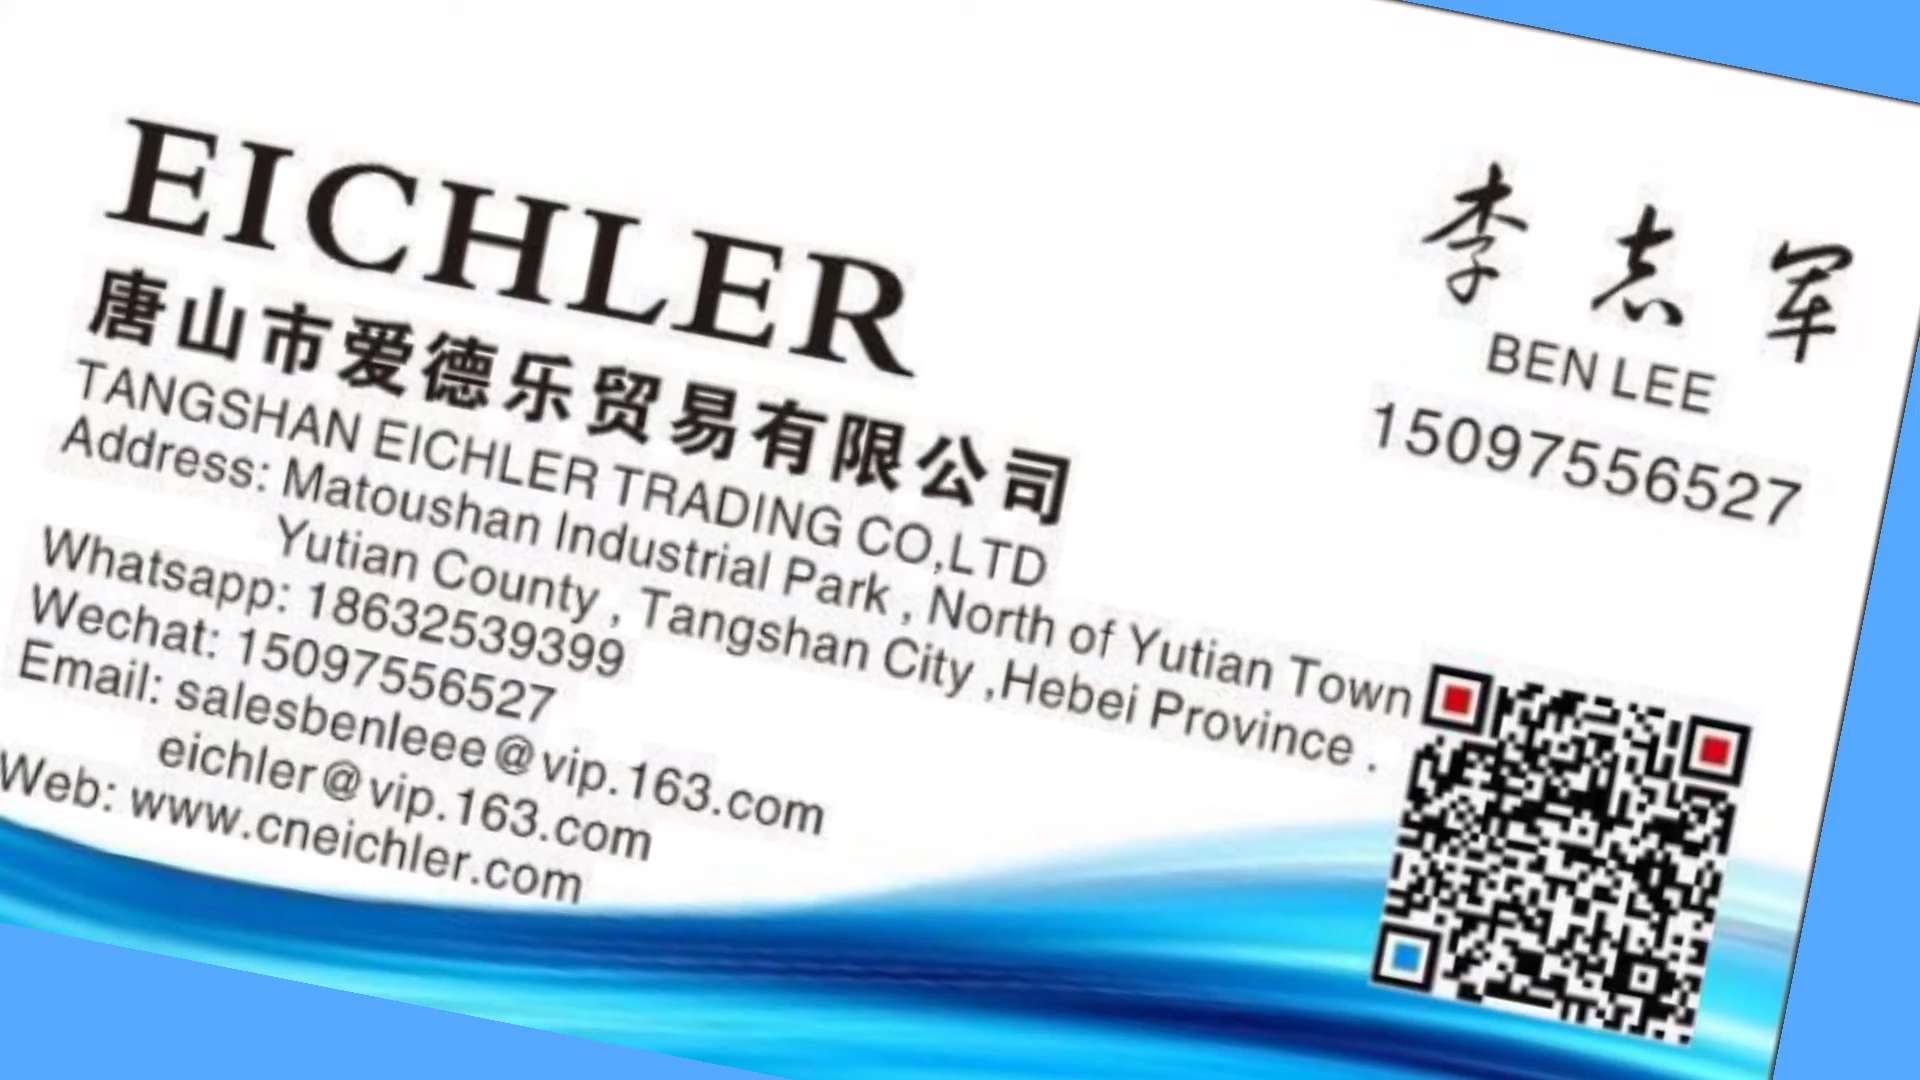 EICHLER
唐山市爱德乐贸易有限公司
TANGSHAN EICHLER TRADING CO,LTD
Address: Matoushan Industrial Park , North of Yutian Town
Yutian County , Tangshan City ,Hebei Province .
Whatsapp: 18632539399
Wechat: 15097556527
Email: salesbenleee@vip.163.com
eichler@vip.163.com
Web: www.cneichler.com
李志军
BEN LEE
15097556527